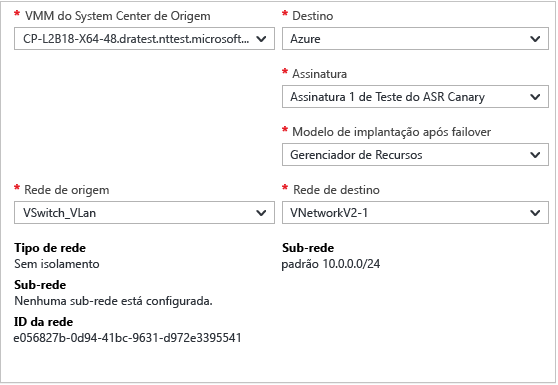 * VMM do System Center de Origem
CP-L2B18-X64-48.dratest.nttest.microsoft...
* Destino
Azure
* Assinatura
Assinatura 1 de Teste do ASR Canary
* Modelo de implantação após failover
Gerenciador de Recursos
* Rede de origem
VSwitch_VLan
* Rede de destino
VNetworkV2-1
Tipo de rede
Sem isolamento
Sub-rede
Nenhuma sub-rede está configurada.
ID da rede
e056827b-0d94-41bc-9631-d972e3395541
Sub-rede
padrão 10.0.0.0/24